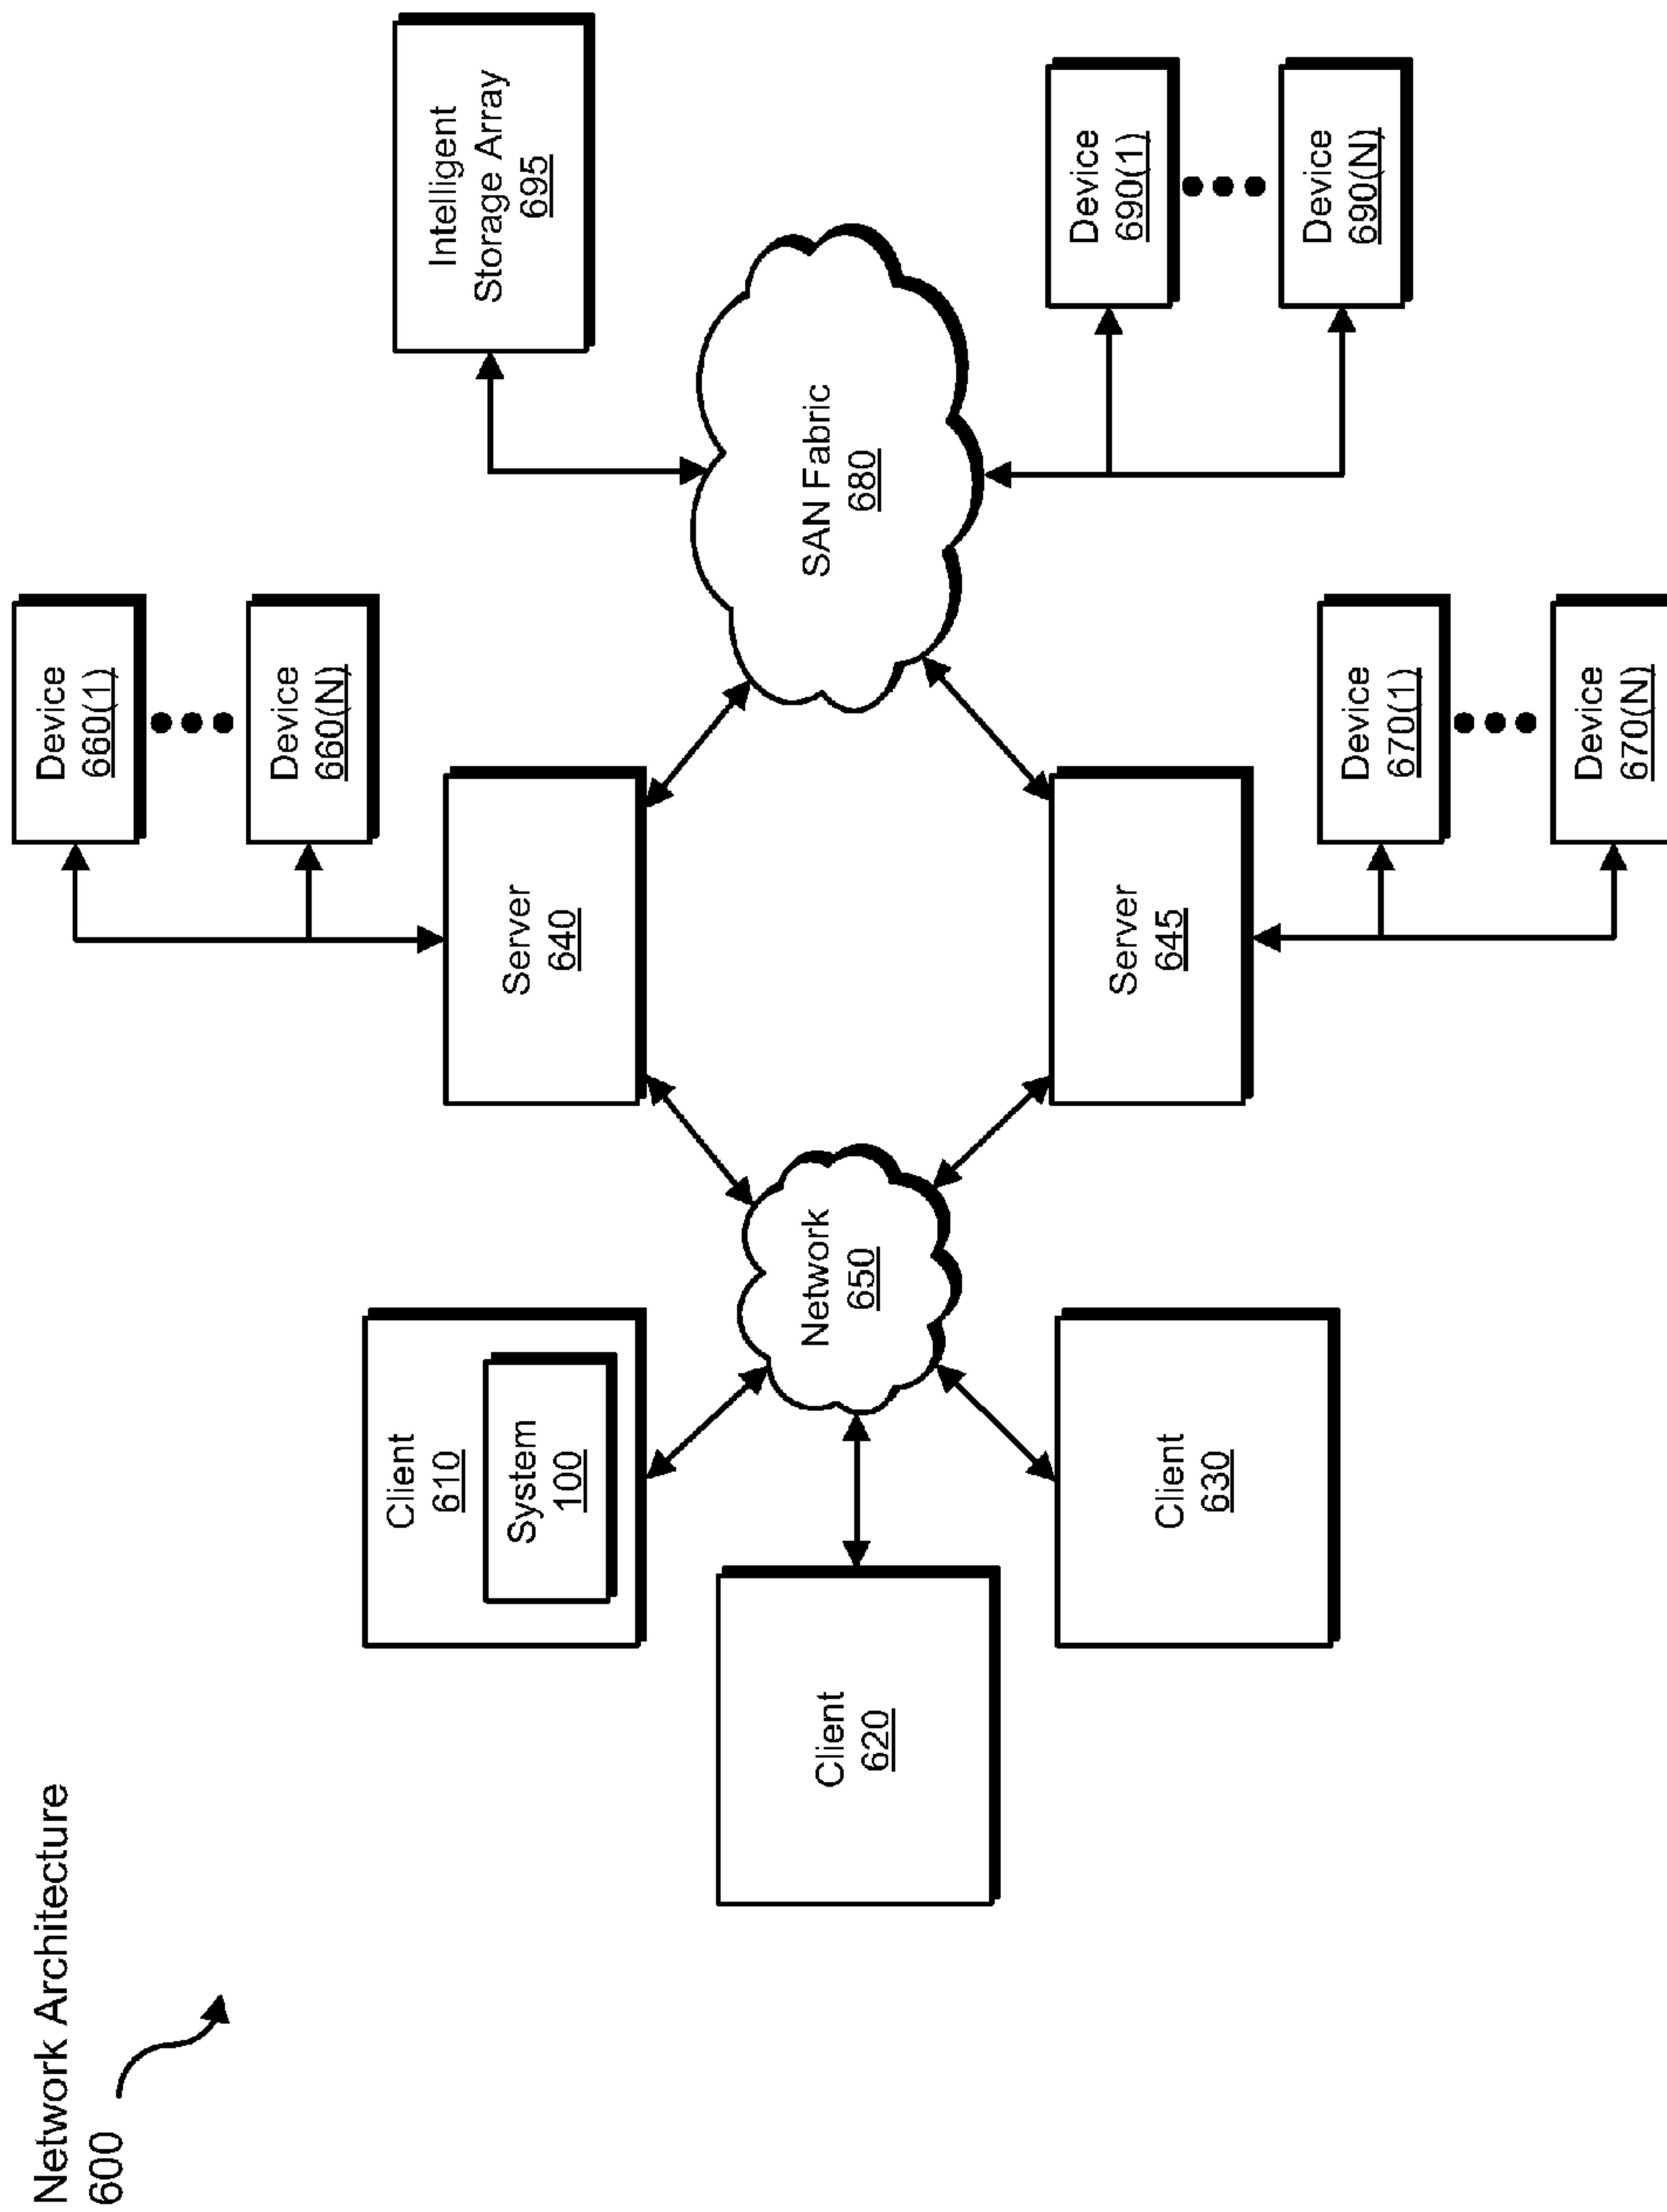 Network Architecture
600
Client
610
System
100
Client
620
Client
630
Network
650
Server
640
Server
645
Device
660(1)
Device
660(N)
Device
670(1)
Device
670(N)
SAN Fabric
680
Intelligent
Storage Array
695
Device
690(1)
Device
690(N)